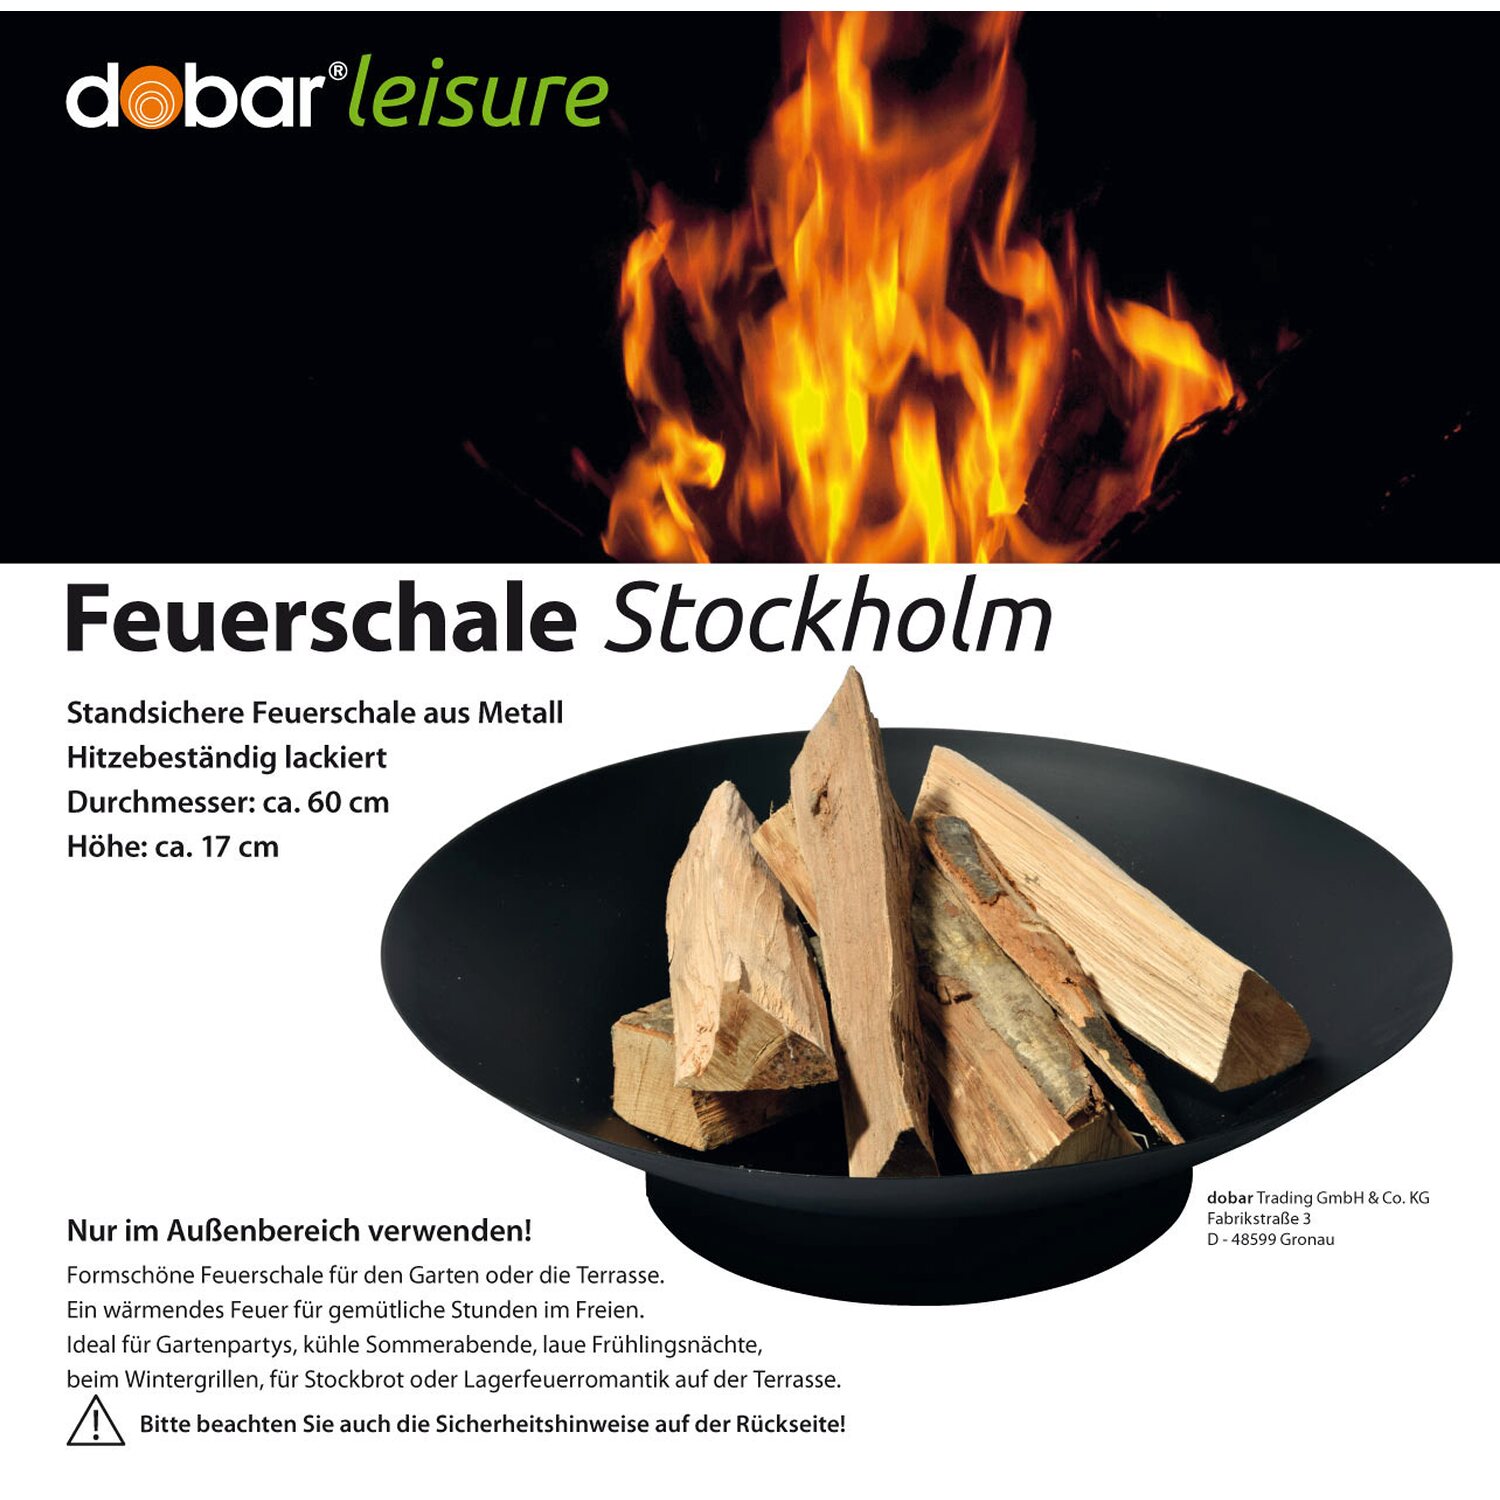 dobar® leisure
Feuerschale Stockholm
Standsichere Feuerschale aus Metall
Hitzebeständig lackiert
Durchmesser: ca. 60 cm
Höhe: ca. 17 cm
dobar Trading GmbH & Co. KG
Fabrikstraße 3
D - 48599 Gronau
Nur im Außenbereich verwenden!
Formschöne Feuerschale für den Garten oder die Terrasse.
Ein wärmendes Feuer für gemütliche Stunden im Freien.
Ideal für Gartenpartys, kühle Sommerabende, laue Frühlingsnächte,
beim Wintergrillen, für Stockbrot oder Lagerfeuerromantik auf der Terrasse.
Bitte beachten Sie auch die Sicherheitshinweise auf der Rückseite!